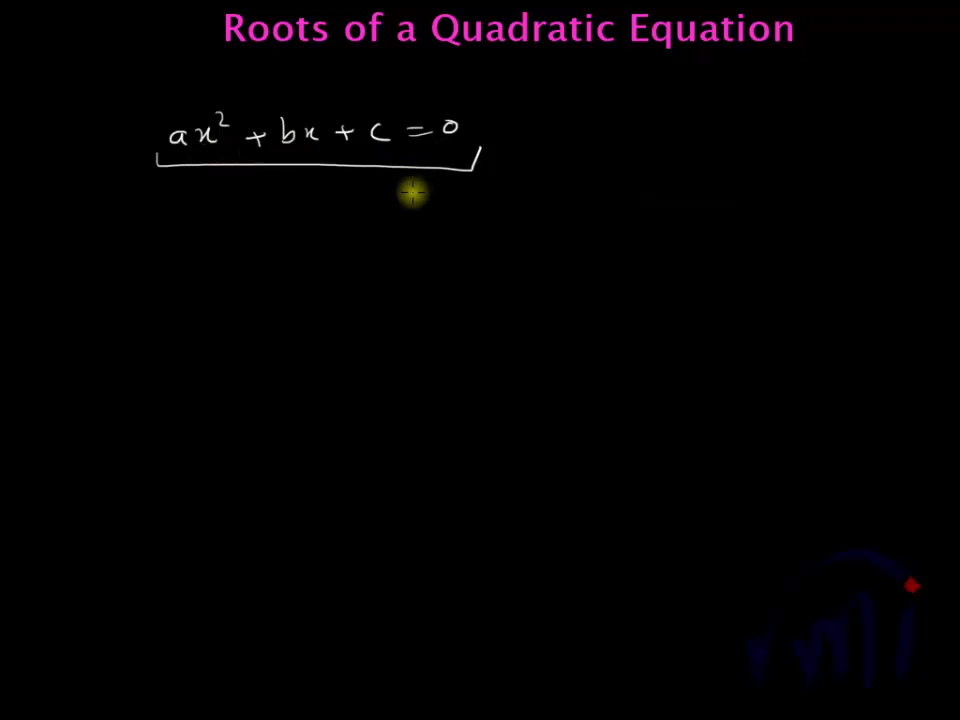 Roots of a Quadratic Equation
ax² + bx + c = 0